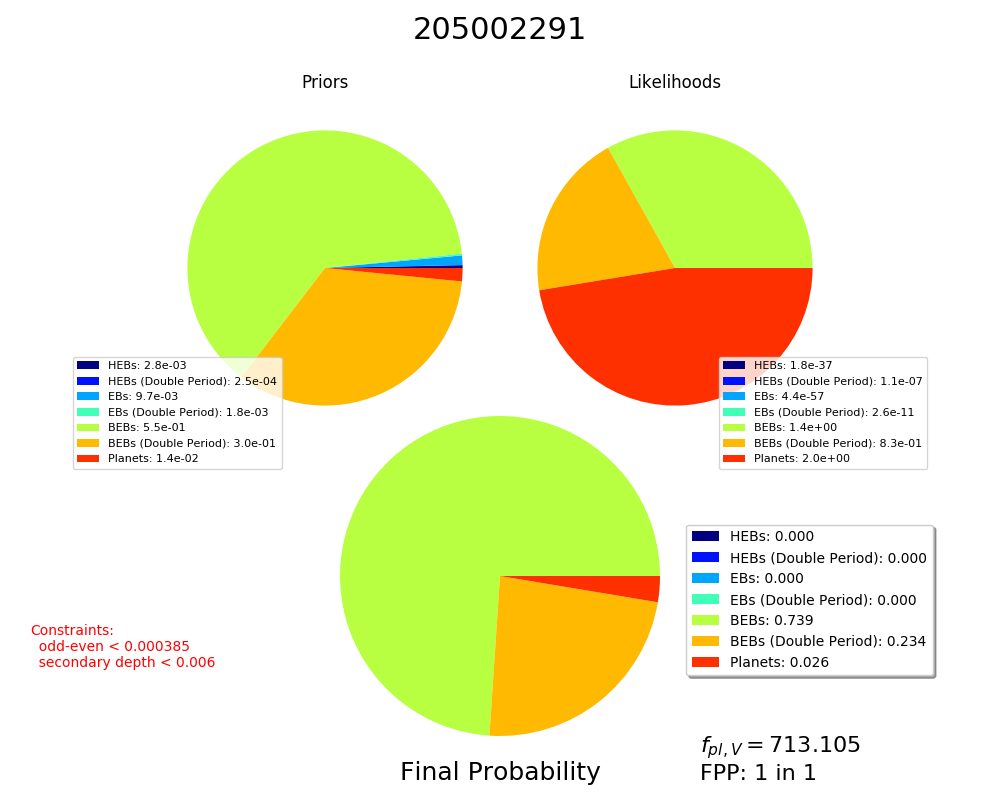 205002291
Priors
Likelihoods
HEBs: 2.8e-03
HEBs (Double Period): 2.5e-04
EBs: 9.7e-03
EBs (Double Period): 1.8e-03
BEBs: 5.5e-01
BEBs (Double Period): 3.0e-01
Planets: 1.4e-02
HEBs: 1.8e-37
HEBs (Double Period): 1.1e-07
EBs: 4.4e-57
EBs (Double Period): 2.6e-11
BEBs: 1.4e+00
BEBs (Double Period): 8.3e-01
Planets: 2.0e+00
HEBs: 0.000
HEBs (Double Period): 0.000
EBs: 0.000
EBs (Double Period): 0.000
BEBs: 0.739
BEBs (Double Period): 0.234
Planets: 0.026
Constraints:
odd-even < 0.000385
secondary depth < 0.006
Final Probability
f_{pl,V} = 713.105
FPP: 1 in 1